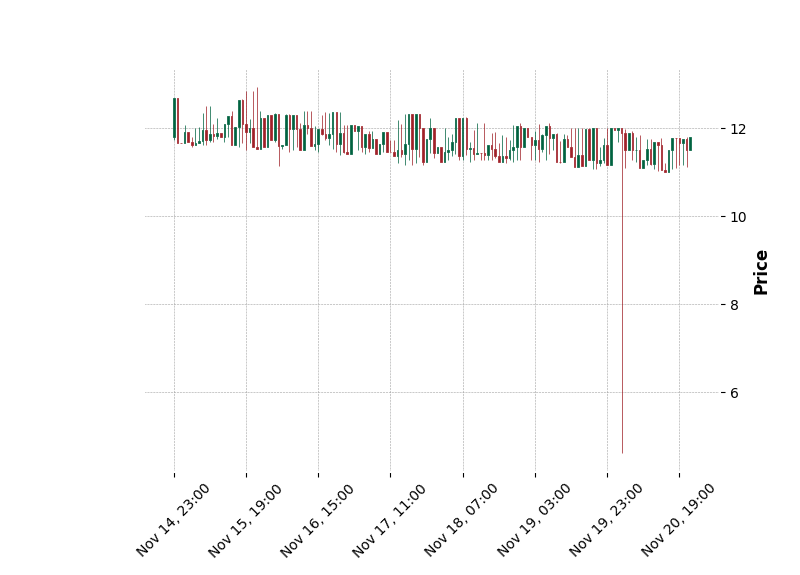 12
10
8
6
Price
Nov 14, 23:00
Nov 15, 19:00
Nov 16, 15:00
Nov 17, 11:00
Nov 18, 07:00
Nov 19, 03:00
Nov 19, 23:00
Nov 20, 19:00